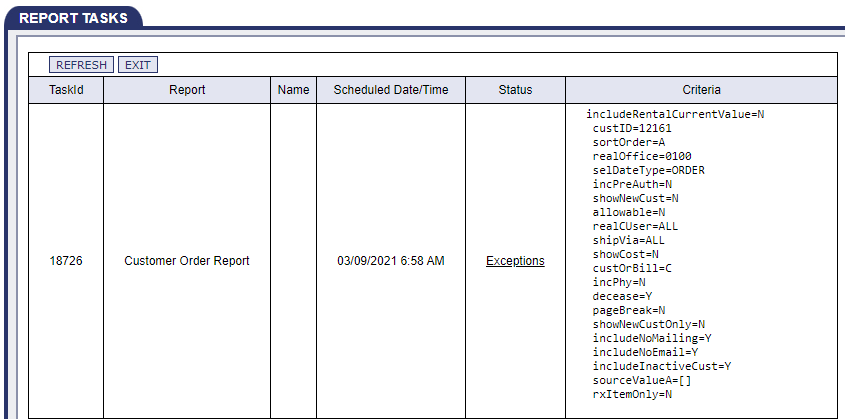 REPORT TASKS
REFRESH EXIT
TaskId Report Name Scheduled Date/Time Status Criteria
18726 Customer Order Report 03/09/2021 6:58 AM Exceptions
includeRentalCurrentValue=N
custID=12161
sortOrder=A
realOffice=0100
selDateType=ORDER
incPreAuth=N
showNewCust=N
allowable=N
realCUser=ALL
shipVia=ALL
showCost=N
custOrBill=C
incPhy=N
decease=Y
pageBreak=N
showNewCustOnly=N
includeNoMailing=Y
includeNoEmail=Y
includeInactiveCust=Y
sourceValueA=[]
rxItemOnly=N